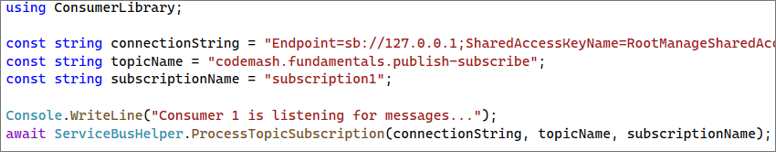 using ConsumerLibrary;
const string connectionString = "Endpoint=sb://127.0.0.1;SharedAccessKeyName=RootManageSharedAcc
const string topicName = "codemash.fundamentals.publish-subscribe";
const string subscriptionName = "subscription1";
Console.WriteLine("Consumer 1 is listening for messages...");
await ServiceBusHelper.ProcessTopicSubscription(connectionString, topicName, subscriptionName);